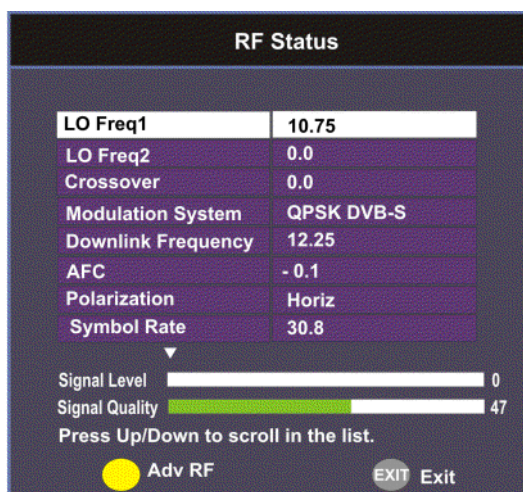 RF Status
LO Freq1 10.75
LO Freq2 0.0
Crossover 0.0
Modulation System QPSK DVB-S
Downlink Frequency 12.25
AFC - 0.1
Polarization Horiz
Symbol Rate 30.8
Signal Level 0
Signal Quality 47
Press Up/Down to scroll in the list.
Adv RF EXIT Exit